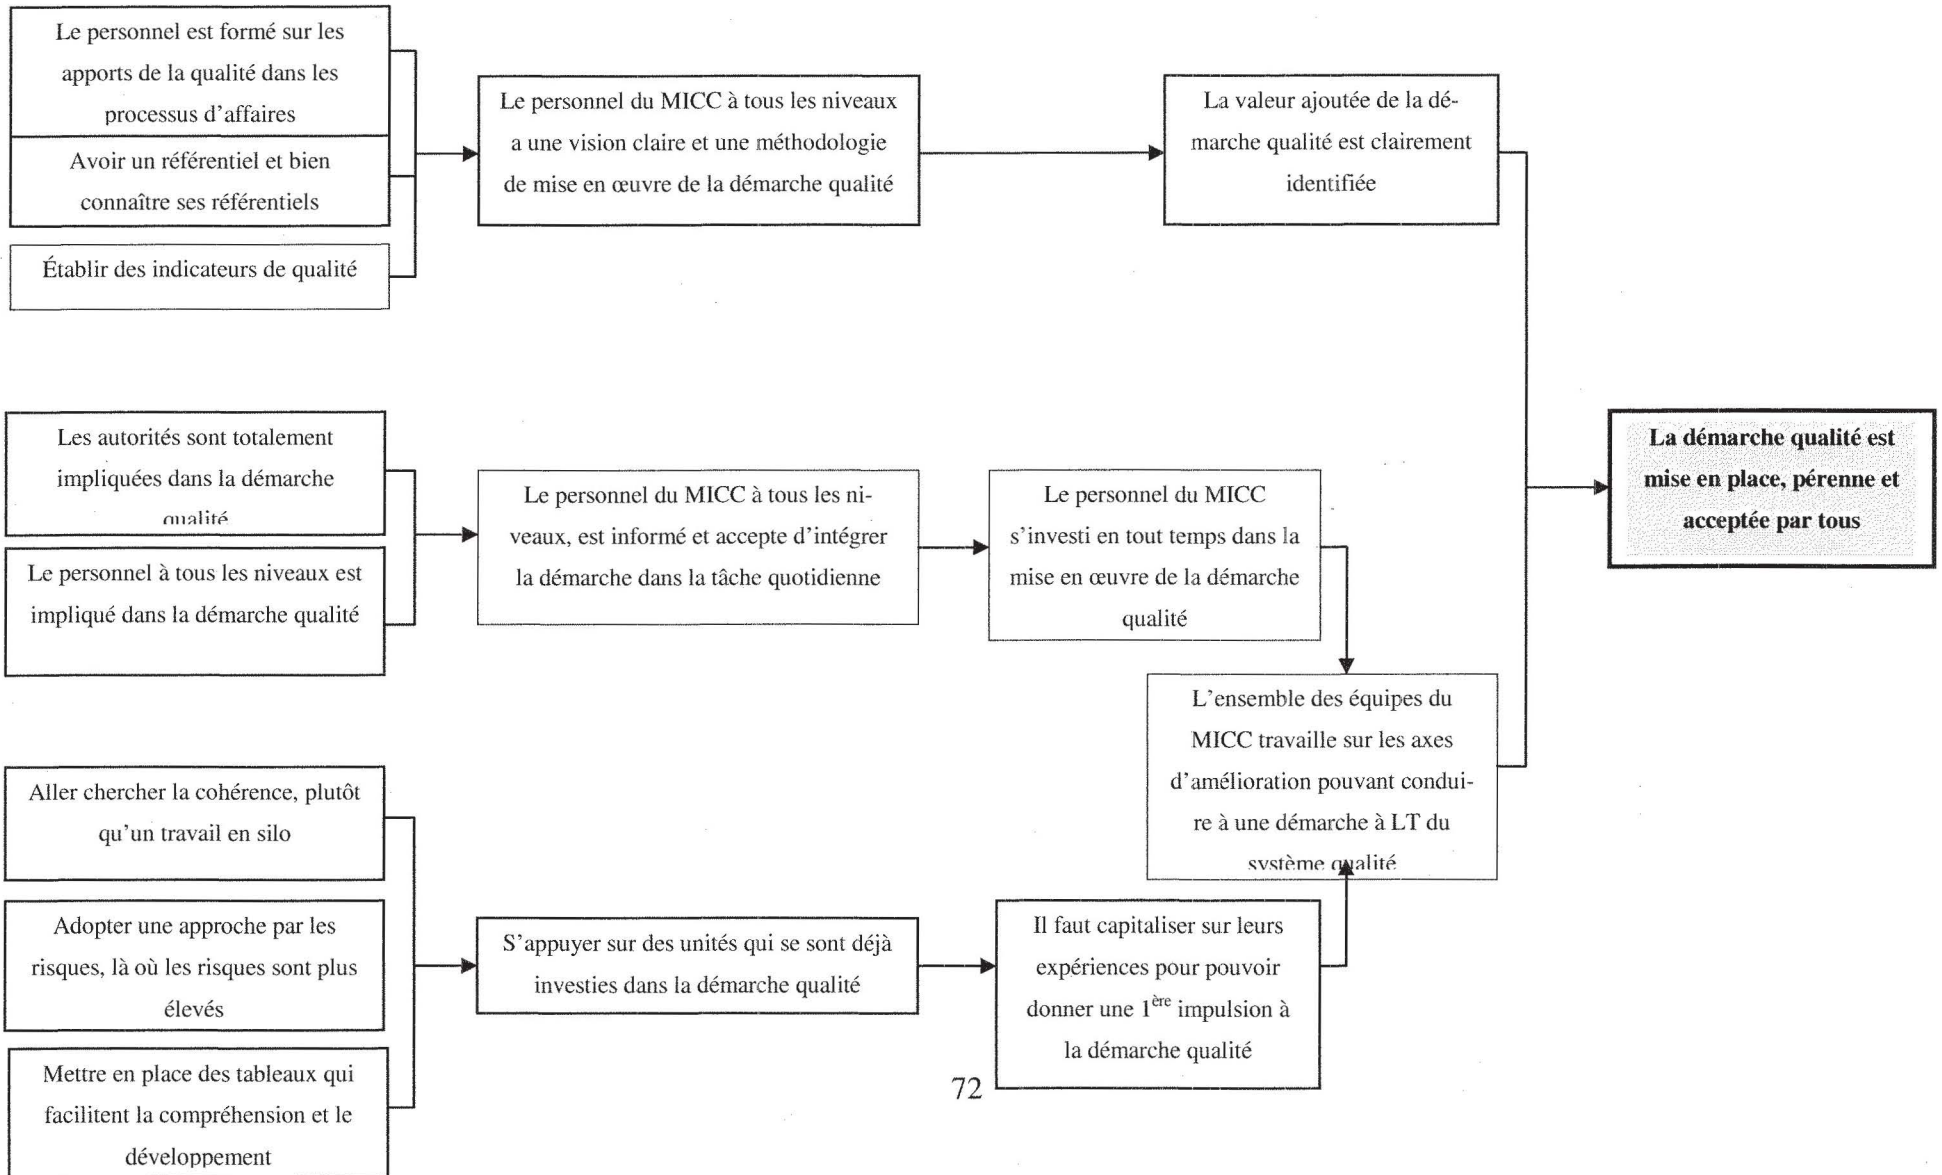 Le personnel est formé sur les
apports de la qualité dans les
processus d'affaires
Avoir un référentiel et bien
connaître ses référentiels
Établir des indicateurs de qualité
Le personnel du MICC à tous les niveaux
a une vision claire et une méthodologie
de mise en œuvre de la démarche qualité
La valeur ajoutée de la dé-
marche qualité est clairement
identifiée
Les autorités sont totalement
impliquées dans la démarche
qualité
Le personnel à tous les niveaux est
impliqué dans la démarche qualité
Le personnel du MICC à tous les ni-
veaux, est informé et accepte d'intégrer
la démarche dans la tâche quotidienne
Le personnel du MICC
s'investi en tout temps dans la
mise en œuvre de la démarche
qualité
La démarche qualité est
mise en place, pérenne et
acceptée par tous
L'ensemble des équipes du
MICC travaille sur les axes
d'amélioration pouvant condui-
re à une démarche à LT du
système qualité
Aller chercher la cohérence, plutôt
qu'un travail en silo
Adopter une approche par les
risques, là où les risques sont plus
élevés
Mettre en place des tableaux qui
facilitent la compréhension et le
développement
S'appuyer sur des unités qui se sont déjà
investies dans la démarche qualité
Il faut capitaliser sur leurs
expériences pour pouvoir
donner une 1ère impulsion à
la démarche qualité
72